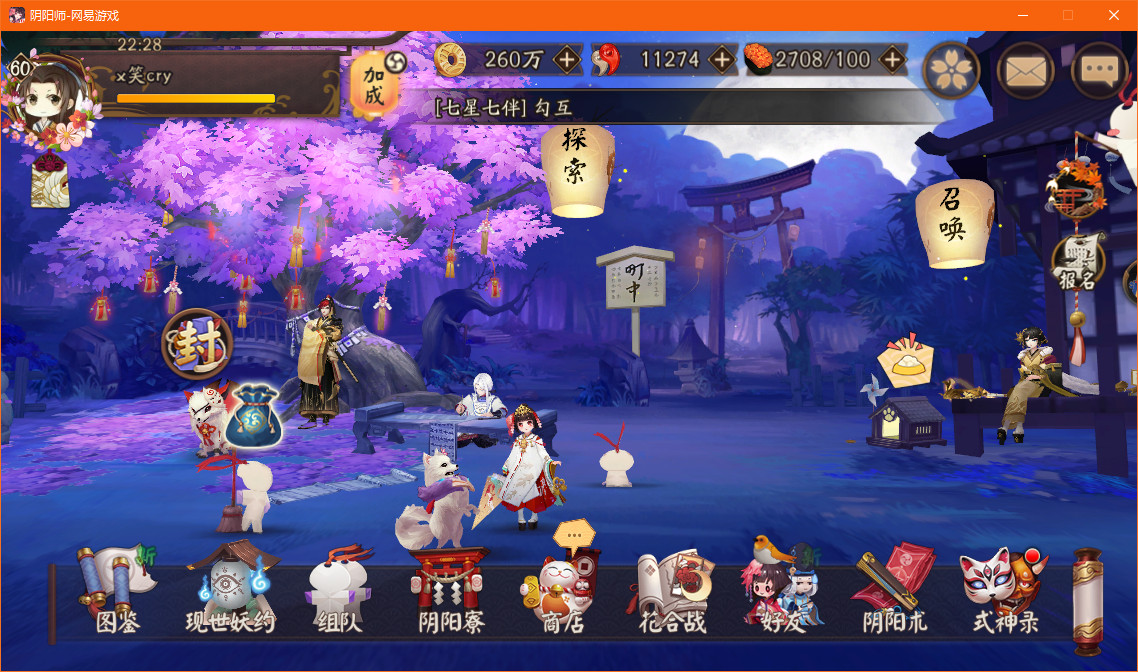 阴阳师-网易游戏
22:28
60
x笑cry
加成
260万
11274
2708/100
[七星七伴] 勾互
探索
召唤
町中
报名
封
新
新
图鉴
现世妖约
组队
阴阳寮
商店
花合战
好友
阴阳术
式神录